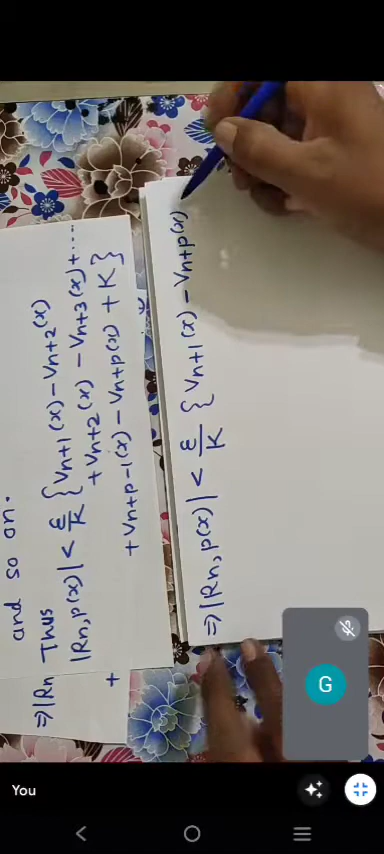 and so on.
Thus
|Rn,p(x)| < ε/K { Vn+1(x) - Vn+2(x)
+ Vn+2(x) - Vn+3(x) + ....
+ Vn+p-1(x) - Vn+p(x) + K }
⇒|Rn
+
⇒|Rn,p(x)| < ε/K { Vn+1(x) - Vn+p(x)
G
You